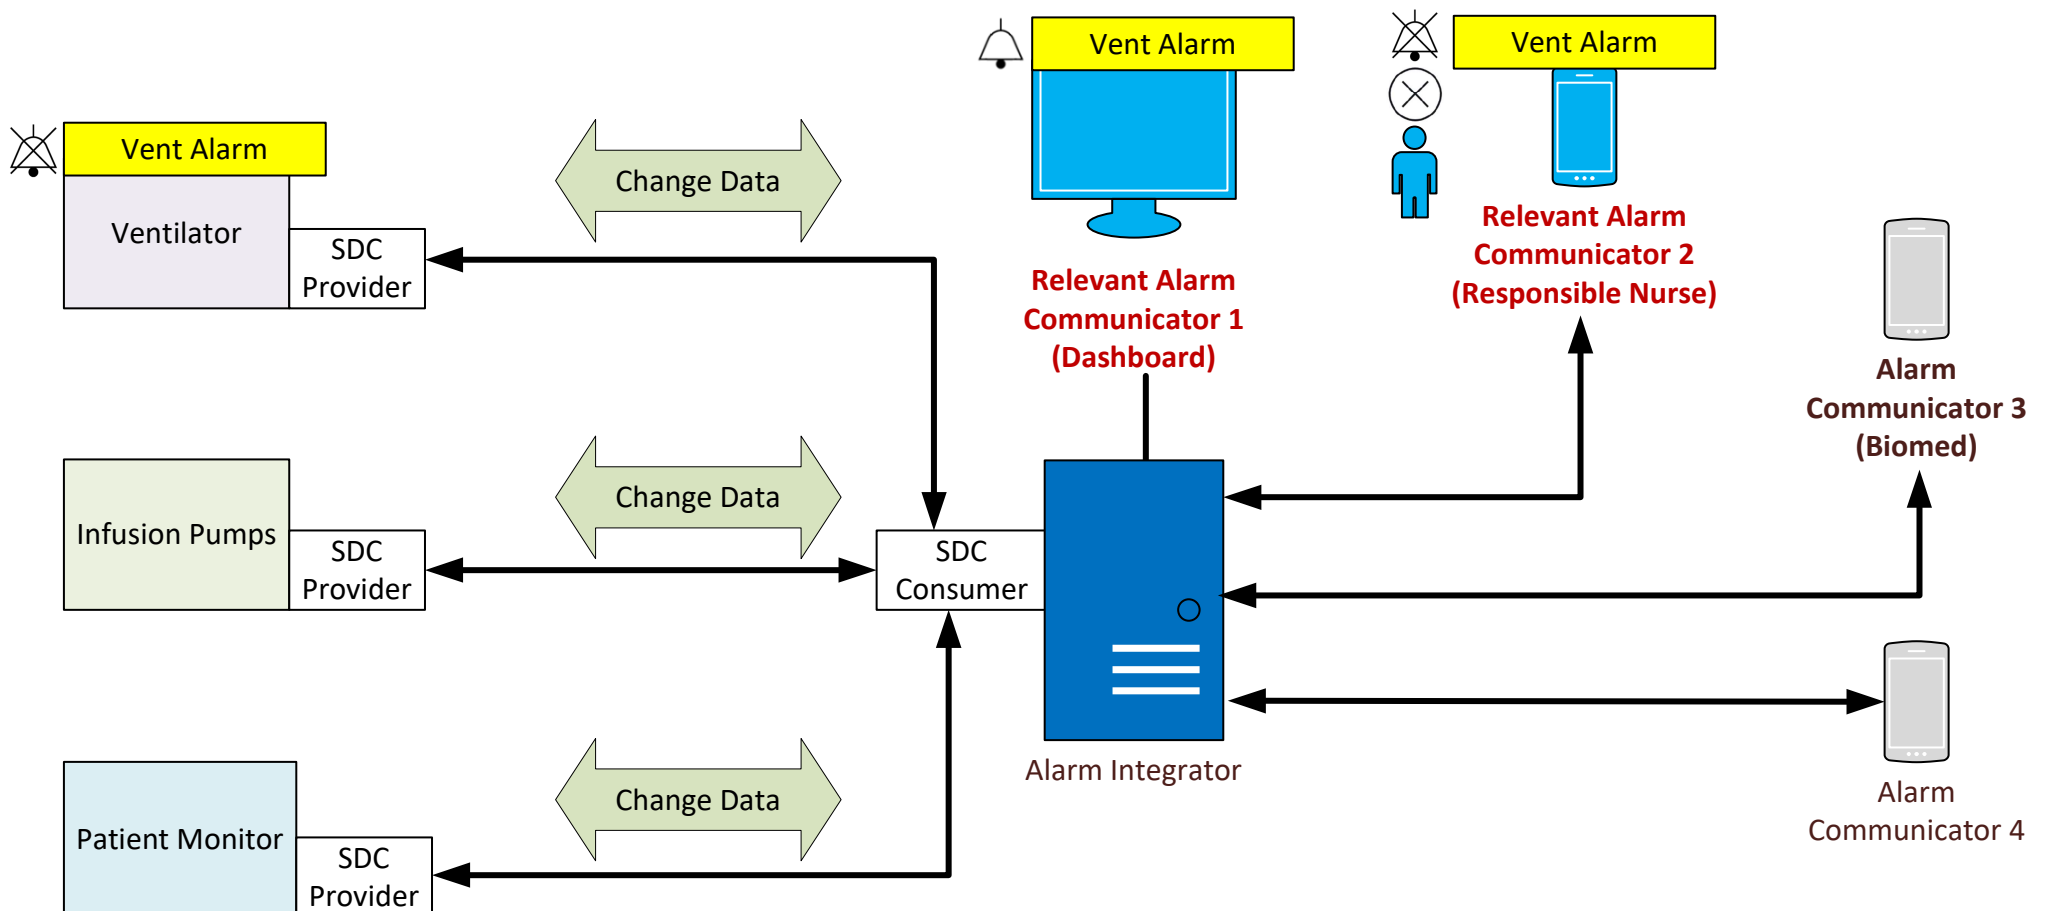 Vent Alarm
Ventilator
SDC
Provider
Change Data
Vent Alarm
Relevant Alarm
Communicator 1
(Dashboard)
Vent Alarm
Relevant Alarm
Communicator 2
(Responsible Nurse)
Alarm
Communicator 3
(Biomed)
Infusion Pumps
SDC
Provider
Change Data
SDC
Consumer
Alarm Integrator
Alarm
Communicator 4
Patient Monitor
SDC
Provider
Change Data